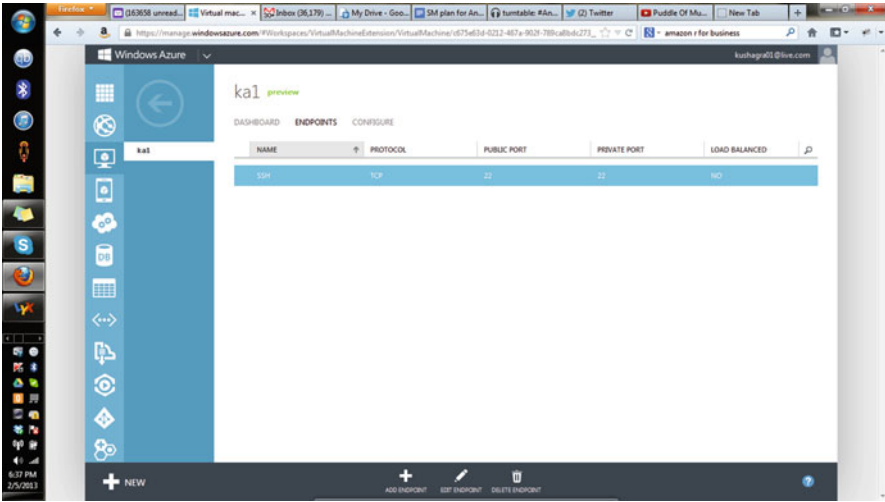 Firefox
(163658 unread...
Virtual mac...
Inbox (36,179) ...
My Drive - Goo...
SM plan for An...
turntable: #An...
(2) Twitter
Puddle Of Mu...
New Tab
https://manage.windowsazure.com/#Workspaces/VirtualMachineExtension/VirtualMachine/
amazon r for business
Windows Azure
kushagra01@live.com
ka1 preview
DASHBOARD ENDPOINTS CONFIGURE
ka1
NAME PROTOCOL PUBLIC PORT PRIVATE PORT LOAD BALANCED
SSH TCP 22 22 NO
DB
NEW
ADD ENDPOINT EDIT ENDPOINT DELETE ENDPOINT
6:37 PM
2/5/2013